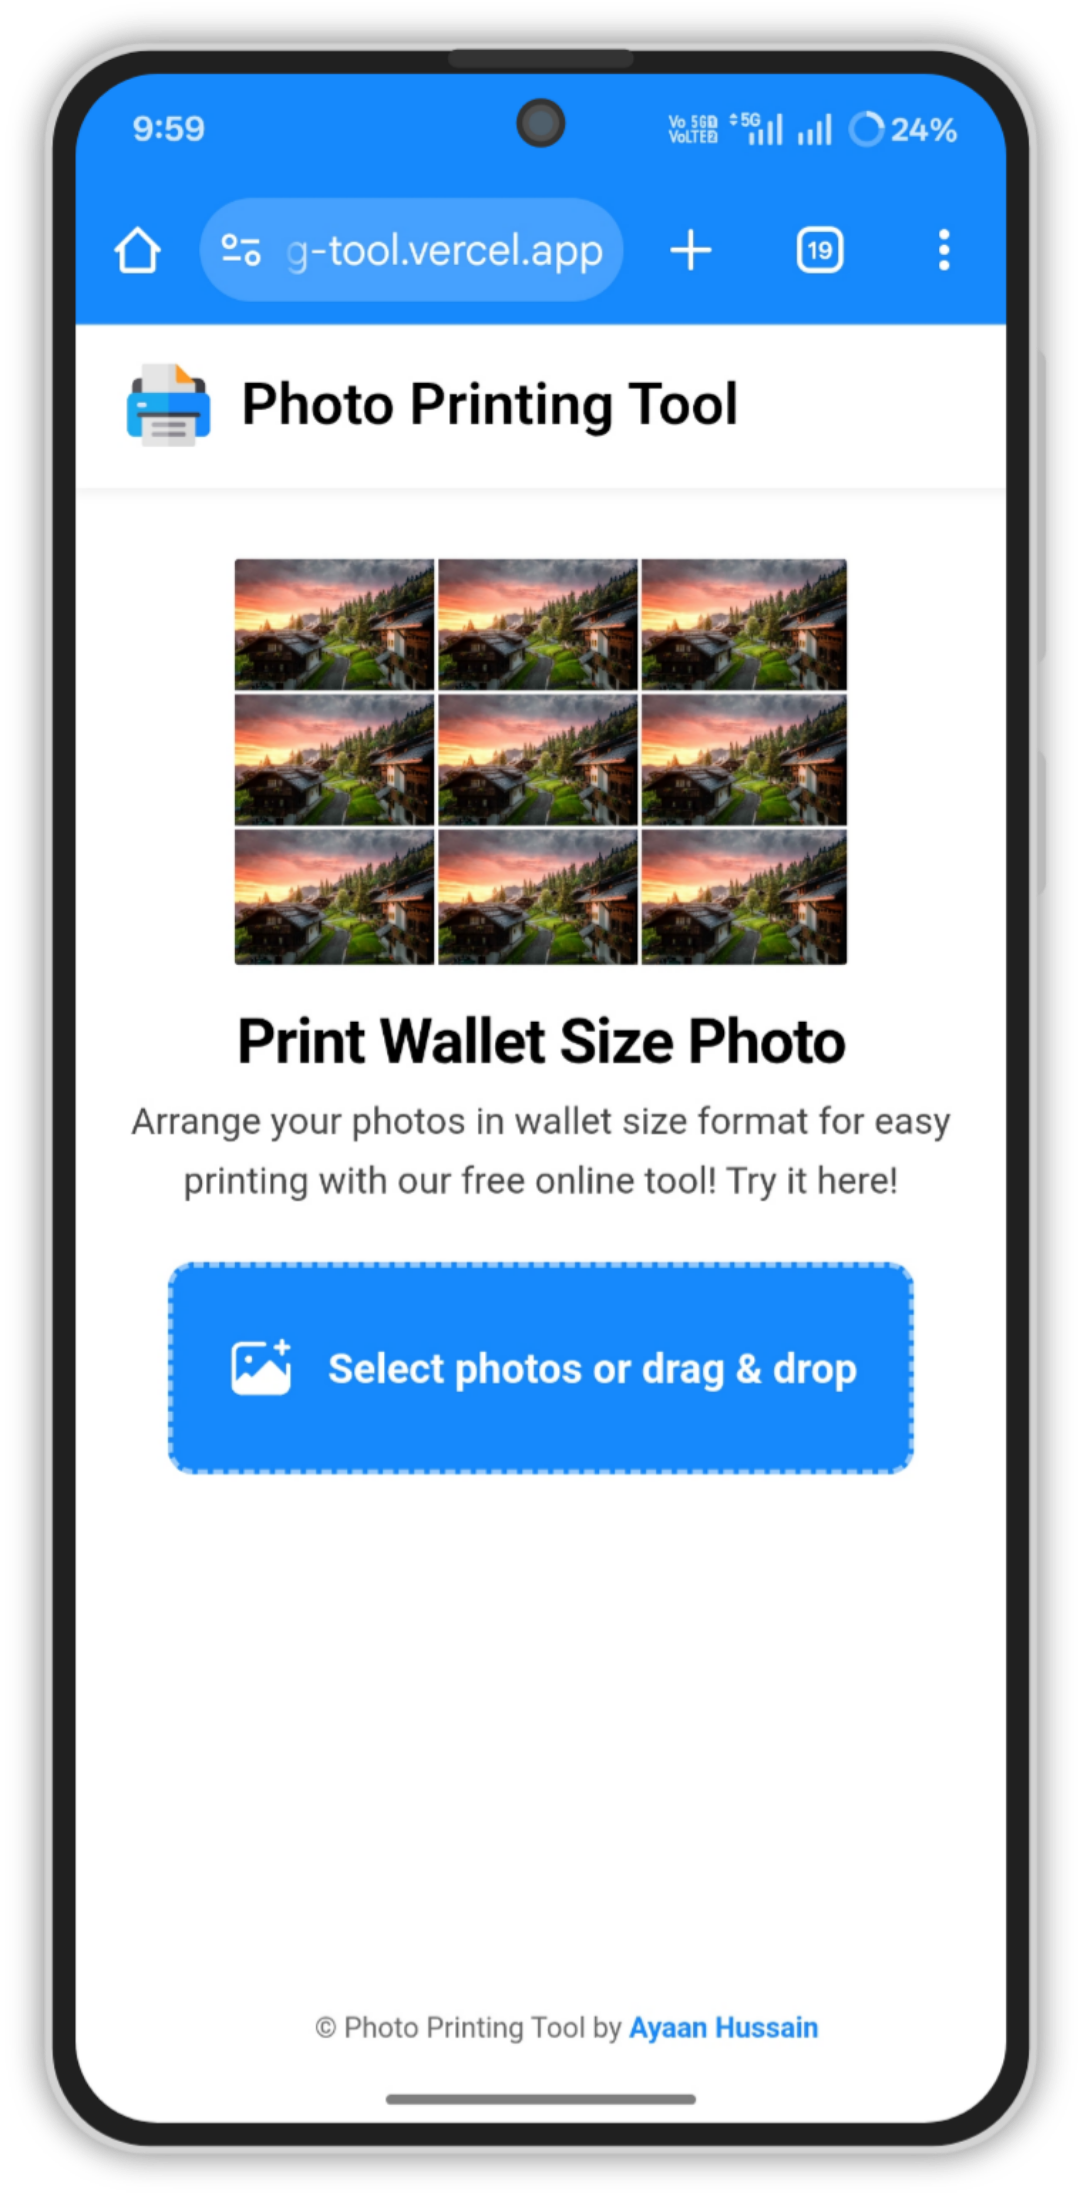 9:59
Vo 5G
VoLTE2
5G
24%
g-tool.vercel.app
19
Photo Printing Tool
Print Wallet Size Photo
Arrange your photos in wallet size format for easy
printing with our free online tool! Try it here!
Select photos or drag & drop
© Photo Printing Tool by Ayaan Hussain